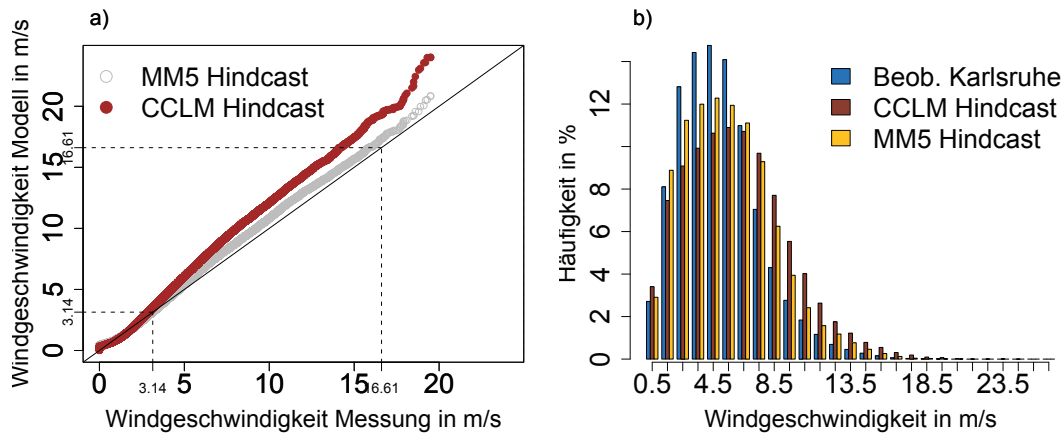 a)
MM5 Hindcast
CCLM Hindcast
Windgeschwindigkeit Modell in m/s
0
5
10
15
20
3.14
16.61
0
5
10
15
20
3.14
16.61
Windgeschwindigkeit Messung in m/s
b)
Beob. Karlsruhe
CCLM Hindcast
MM5 Hindcast
Häufigkeit in %
0
2
4
6
8
12
0.5
4.5
8.5
13.5
18.5
23.5
Windgeschwindigkeit in m/s